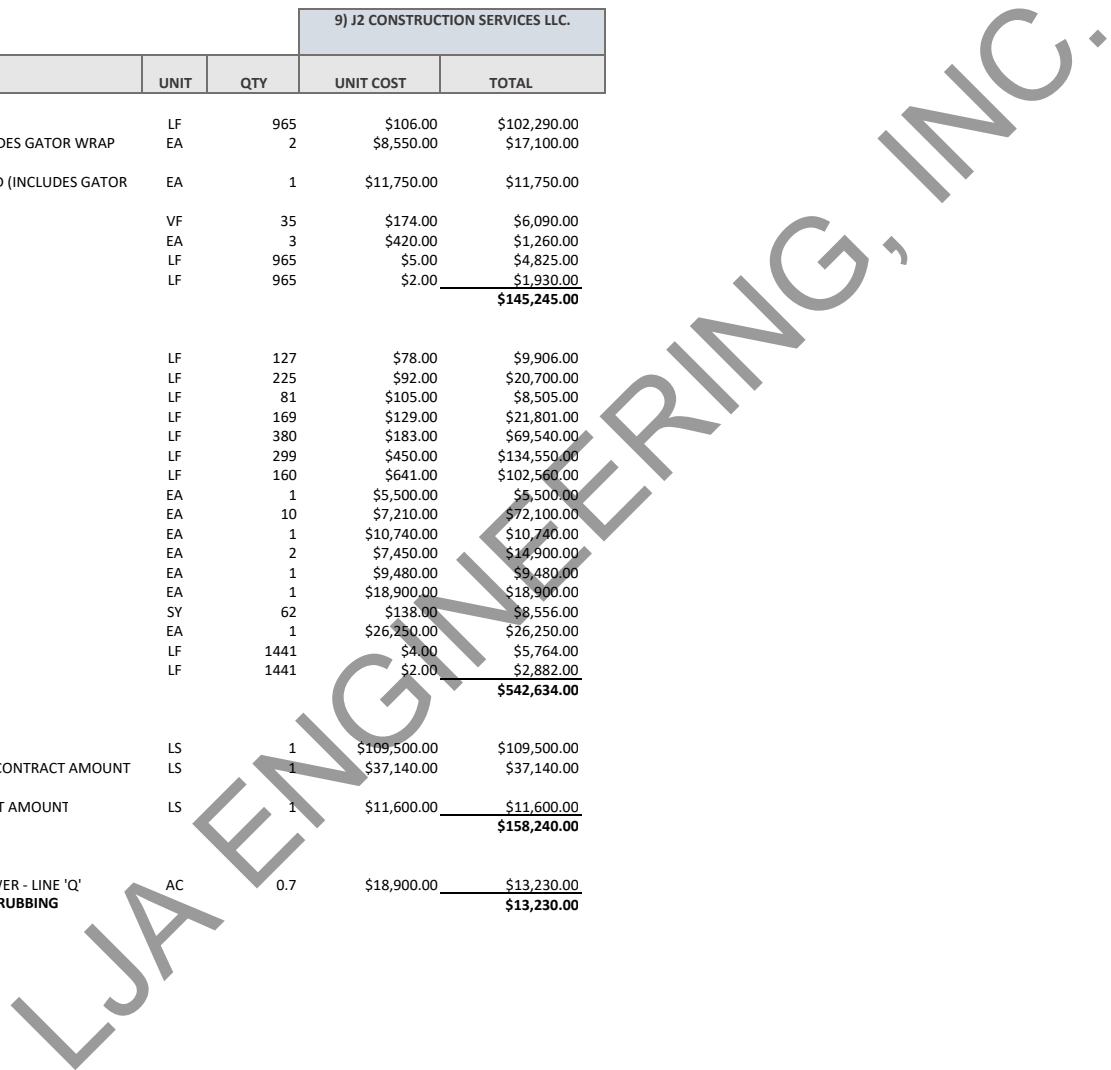 9) J2 CONSTRUCTION SERVICES LLC.
UNIT QTY UNIT COST TOTAL
LF 965 $106.00 $102,290.00
DES GATOR WRAP EA 2 $8,550.00 $17,100.00
(INCLUDES GATOR EA 1 $11,750.00 $11,750.00
VF 35 $174.00 $6,090.00
EA 3 $420.00 $1,260.00
LF 965 $5.00 $4,825.00
LF 965 $2.00 $1,930.00
$145,245.00
LF 127 $78.00 $9,906.00
LF 225 $92.00 $20,700.00
LF 81 $105.00 $8,505.00
LF 169 $129.00 $21,801.00
LF 380 $183.00 $69,540.00
LF 299 $450.00 $134,550.00
LF 160 $641.00 $102,560.00
EA 1 $5,500.00 $5,500.00
EA 10 $7,210.00 $72,100.00
EA 1 $10,740.00 $10,740.00
EA 2 $7,450.00 $14,900.00
EA 1 $9,480.00 $9,480.00
EA 1 $18,900.00 $18,900.00
SY 62 $138.00 $8,556.00
EA 1 $26,250.00 $26,250.00
LF 1441 $4.00 $5,764.00
LF 1441 $2.00 $2,882.00
$542,634.00
LS 1 $109,500.00 $109,500.00
CONTRACT AMOUNT LS 1 $37,140.00 $37,140.00
T AMOUNT LS 1 $11,600.00 $11,600.00
$158,240.00
VER - LINE 'Q' AC 0.7 $18,900.00 $13,230.00
RUBBING $13,230.00
LJA ENGINEERING, INC.